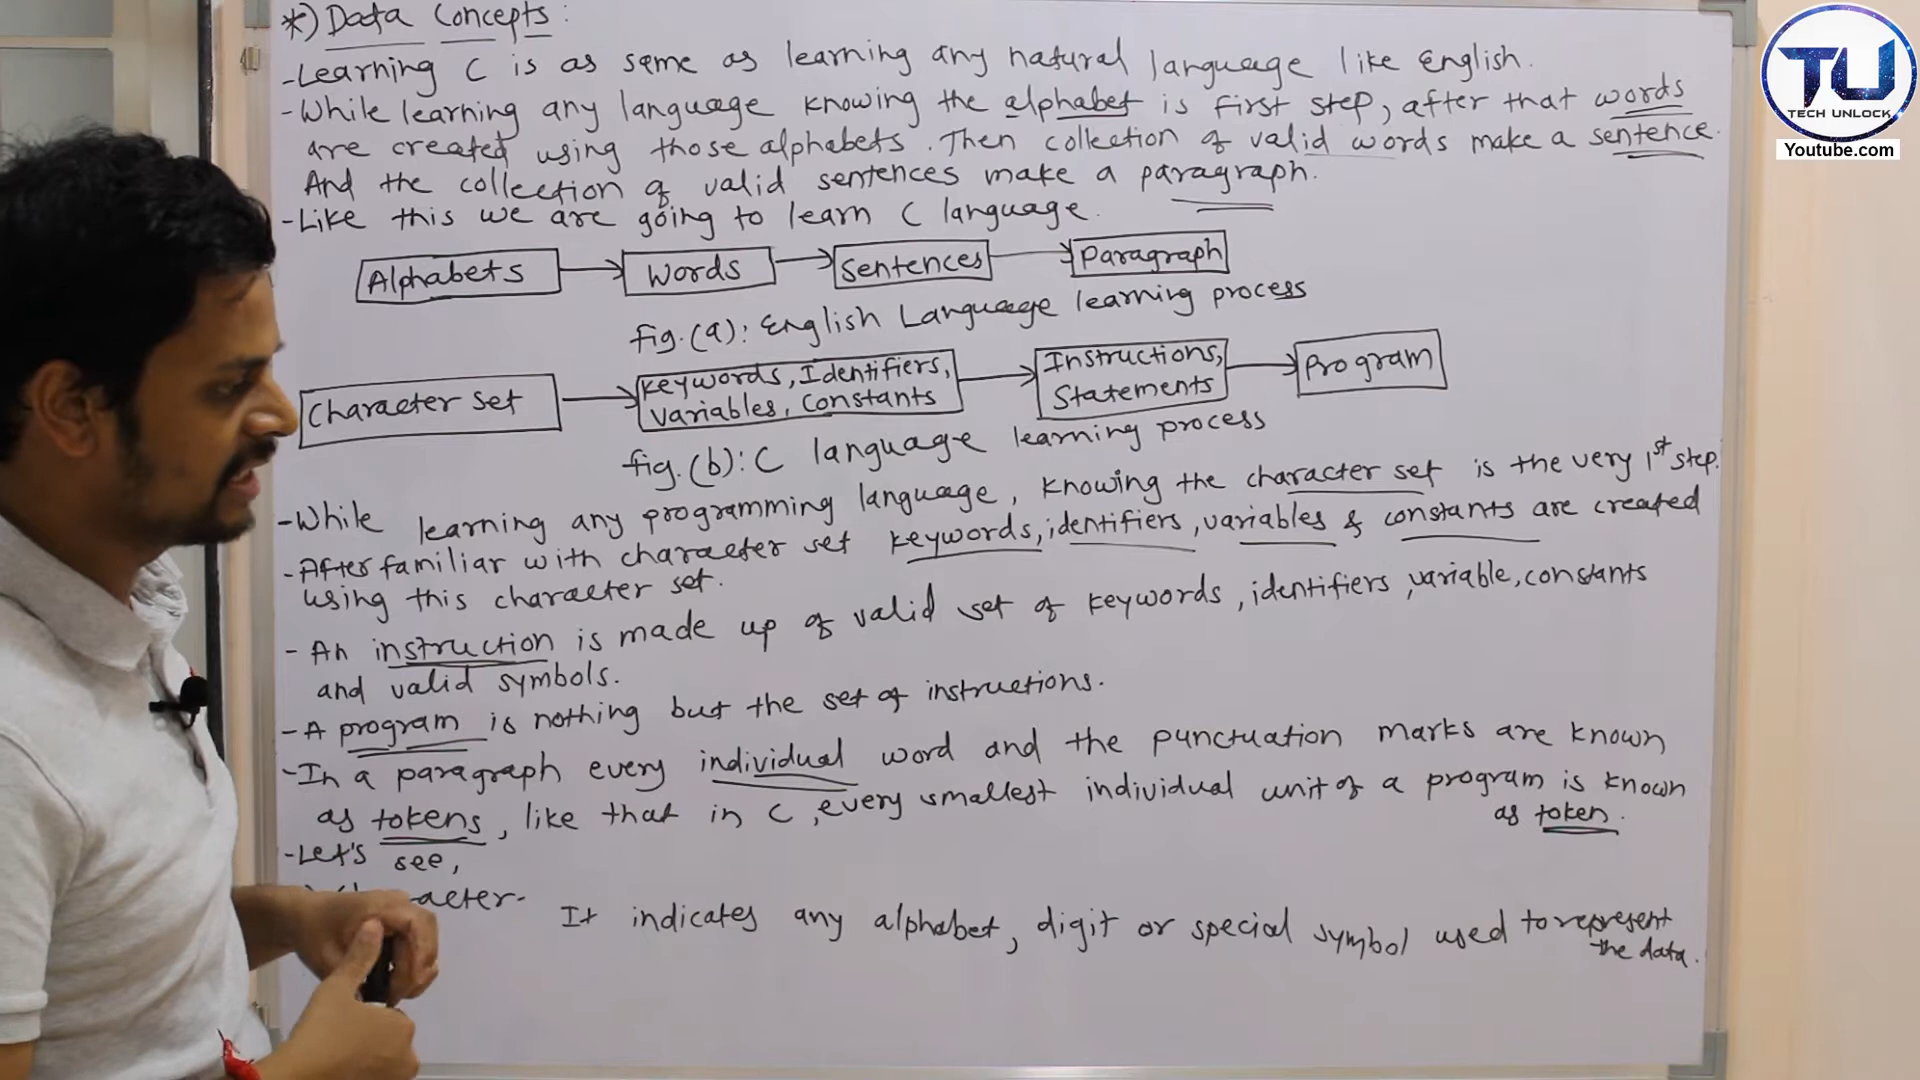 *) Data Concepts :
- Learning C is as same as learning any natural language like English.
- While learning any language knowing the alphabet is first step, after that words
are created using those alphabets. Then collection of valid words make a sentence.
And the collection of valid sentences make a paragraph.
- Like this we are going to learn C language.
Alphabets → Words → Sentences → Paragraph
fig.(a): English Language learning process
Character set → Keywords, Identifiers, Variables, Constants → Instructions, Statements → Program
fig.(b): C language learning process
- While learning any programming language, knowing the character set is the very 1st step.
- After familiar with character set keywords, identifiers, variables & constants are created
using this character set.
- An instruction is made up of valid set of keywords, identifiers, variable, constants
and valid symbols.
- A program is nothing but the set of instructions.
- In a paragraph every individual word and the punctuation marks are known
as tokens, like that in C, every smallest individual unit of a program is known
as token.
- Let's see,
acter-
It indicates any alphabet, digit or special symbol used to represent
the data.
TU
TECH UNLOCK
Youtube.com